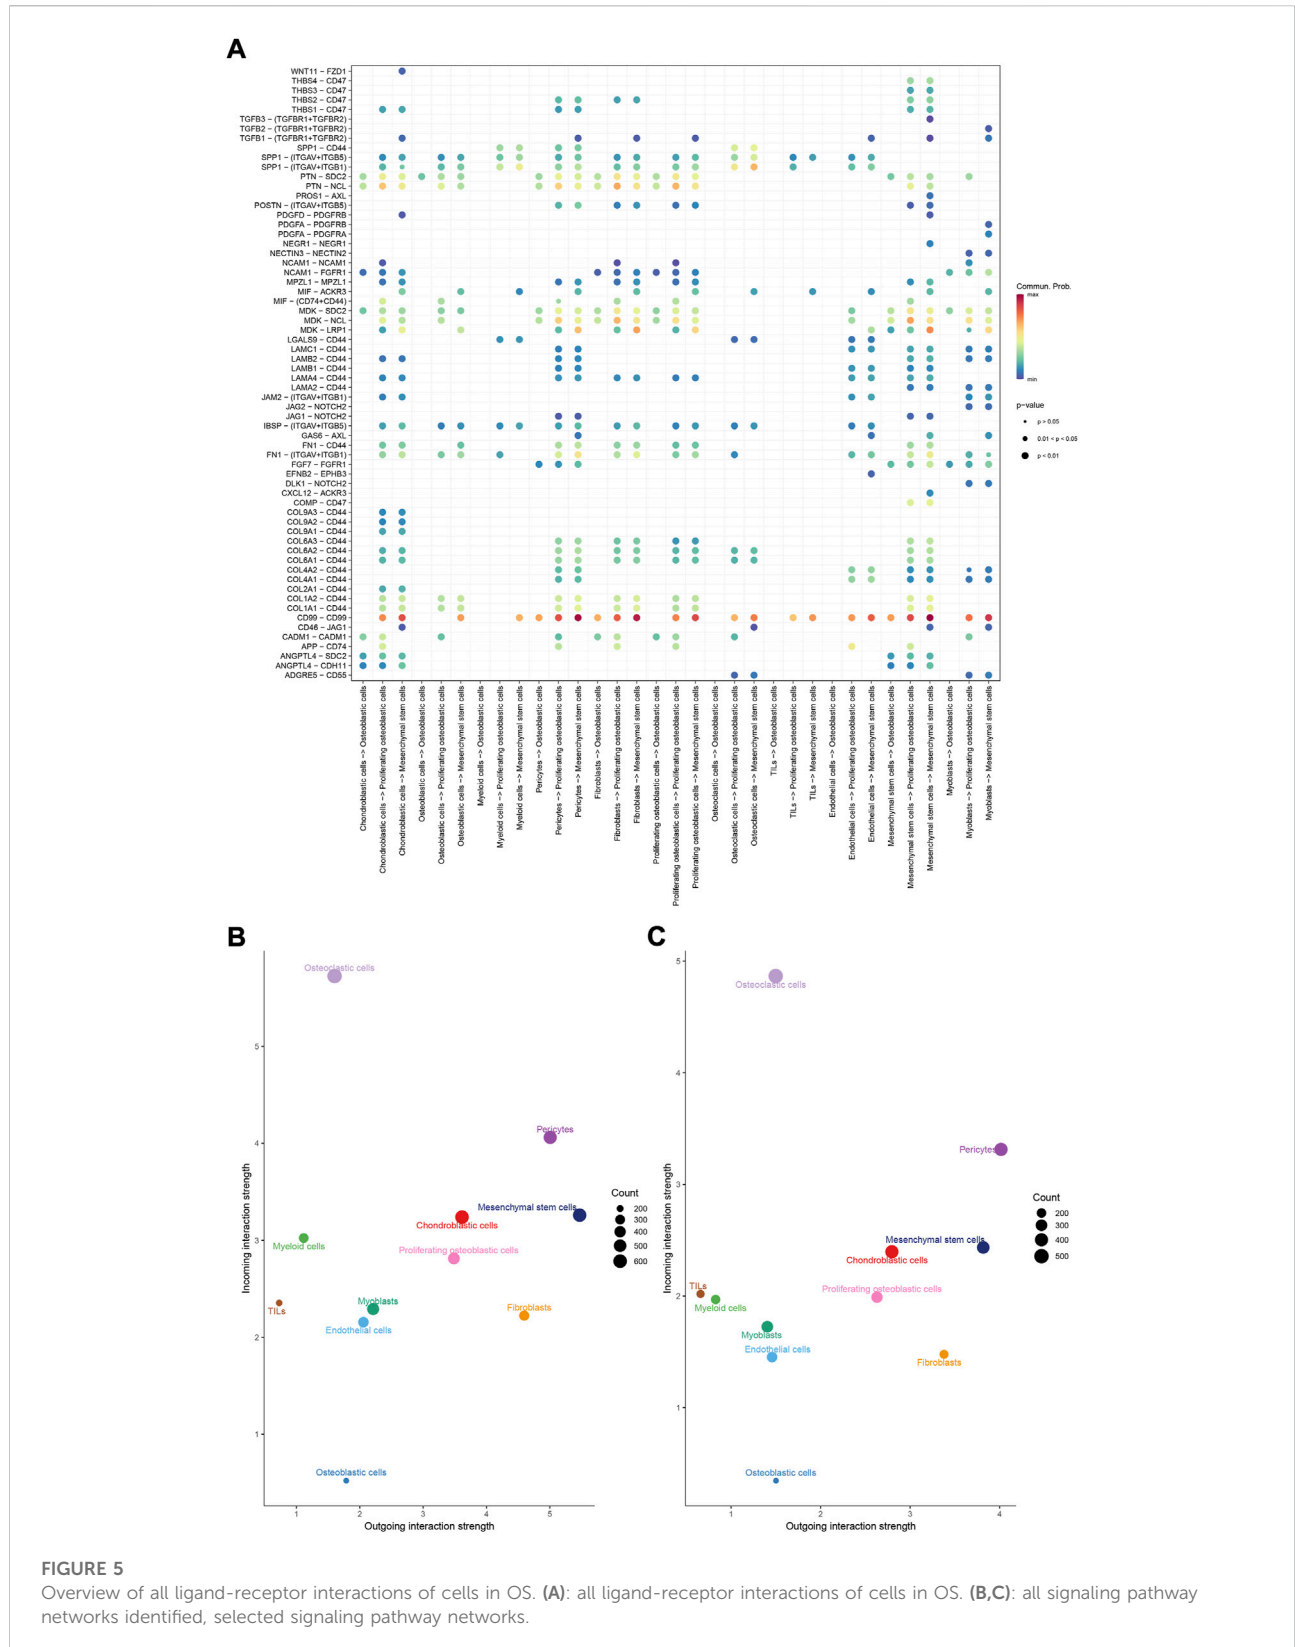 A
WNT11 – FZD1
THBS4 – CD47
THBS3 – CD47
THBS2 – CD47
THBS1 – CD47
TGFB3 – (TGFBR1+TGFBR2)
TGFB2 – (TGFBR1+TGFBR2)
TGFB1 – (TGFBR1+TGFBR2)
SPP1 – CD44
SPP1 – (ITGAV+ITGB5)
SPP1 – (ITGAV+ITGB1)
PTN – SDC2
PTN – NCL
PROS1 – AXL
POSTN – (ITGAV+ITGB5)
PDGFD – PDGFRB
PDGFA – PDGFRB
PDGFA – PDGFRA
NEGR1 – NEGR1
NECTIN3 – NECTIN2
NCAM1 – NCAM1
NCAM1 – FGFR1
MPZL1 – MPZL1
MIF – ACKR3
MIF – (CD74+CD44)
MDK – SDC2
MDK – NCL
MDK – LRP1
LGALS9 – CD44
LAMC1 – CD44
LAMB2 – CD44
LAMB1 – CD44
LAMA4 – CD44
LAMA2 – CD44
JAM2 – (ITGAV+ITGB1)
JAG2 – NOTCH2
JAG1 – NOTCH2
IBSP – (ITGAV+ITGB5)
GAS6 – AXL
FN1 – CD44
FN1 – (ITGAV+ITGB1)
FGF7 – FGFR1
EFNB2 – EPHB3
DLK1 – NOTCH2
CXCL12 – ACKR3
COMP – CD47
COL9A3 – CD44
COL9A2 – CD44
COL9A1 – CD44
COL6A3 – CD44
COL6A2 – CD44
COL6A1 – CD44
COL4A2 – CD44
COL4A1 – CD44
COL2A1 – CD44
COL1A2 – CD44
COL1A1 – CD44
CD99 – CD99
CD46 – JAG1
CADM1 – CADM1
APP – CD74
ANGPTL4 – SDC2
ANGPTL4 – CDH11
ADGRE5 – CD55
Chondroblastic cells –> Osteoblastic cells
Chondroblastic cells –> Proliferating osteoblastic cells
Chondroblastic cells –> Mesenchymal stem cells
Osteoblastic cells –> Osteoblastic cells
Osteoblastic cells –> Proliferating osteoblastic cells
Osteoblastic cells –> Mesenchymal stem cells
Myeloid cells –> Osteoblastic cells
Myeloid cells –> Proliferating osteoblastic cells
Myeloid cells –> Mesenchymal stem cells
Pericytes –> Osteoblastic cells
Pericytes –> Proliferating osteoblastic cells
Pericytes –> Mesenchymal stem cells
Fibroblasts –> Osteoblastic cells
Fibroblasts –> Proliferating osteoblastic cells
Fibroblasts –> Mesenchymal stem cells
Proliferating osteoblastic cells –> Osteoblastic cells
Proliferating osteoblastic cells –> Proliferating osteoblastic cells
Proliferating osteoblastic cells –> Mesenchymal stem cells
Osteoclastic cells –> Osteoblastic cells
Osteoclastic cells –> Proliferating osteoblastic cells
Osteoclastic cells –> Mesenchymal stem cells
TILs –> Osteoblastic cells
TILs –> Proliferating osteoblastic cells
TILs –> Mesenchymal stem cells
Endothelial cells –> Osteoblastic cells
Endothelial cells –> Proliferating osteoblastic cells
Endothelial cells –> Mesenchymal stem cells
Mesenchymal stem cells –> Osteoblastic cells
Mesenchymal stem cells –> Proliferating osteoblastic cells
Mesenchymal stem cells –> Mesenchymal stem cells
Myoblasts –> Osteoblastic cells
Myoblasts –> Proliferating osteoblastic cells
Myoblasts –> Mesenchymal stem cells
Commun. Prob.
max
min
p-value
p > 0.05
0.01 < p < 0.05
p < 0.01
B
Incoming interaction strength
5
4
3
2
1
Osteoclastic cells
Pericytes
Mesenchymal stem cells
Chondroblastic cells
Proliferating osteoblastic cells
Myeloid cells
TILs
Myoblasts
Endothelial cells
Fibroblasts
Osteoblastic cells
1 2 3 4 5
Outgoing interaction strength
Count
200
300
400
500
600
C
Incoming interaction strength
5
4
3
2
1
Osteoclastic cells
Pericytes
Mesenchymal stem cells
Chondroblastic cells
Proliferating osteoblastic cells
TILs
Myeloid cells
Myoblasts
Endothelial cells
Fibroblasts
Osteoblastic cells
1 2 3 4
Outgoing interaction strength
Count
200
300
400
500
FIGURE 5
Overview of all ligand-receptor interactions of cells in OS. (A): all ligand-receptor interactions of cells in OS. (B,C): all signaling pathway
networks identified, selected signaling pathway networks.